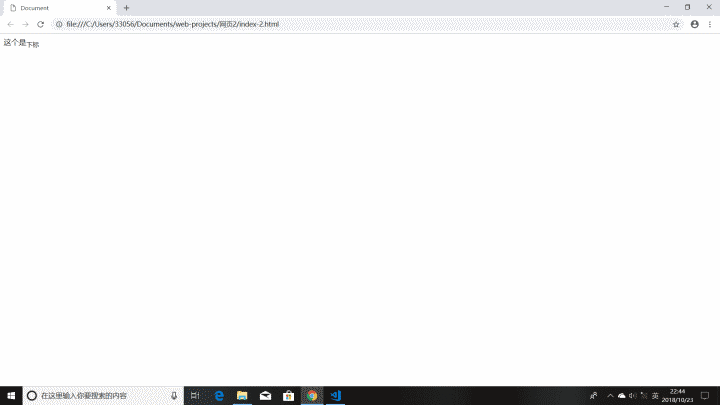 Document
file:///C:/Users/33056/Documents/web-projects/网页2/index-2.html
这个是下标
在这里输入你要搜索的内容
英
22:44
2018/10/23